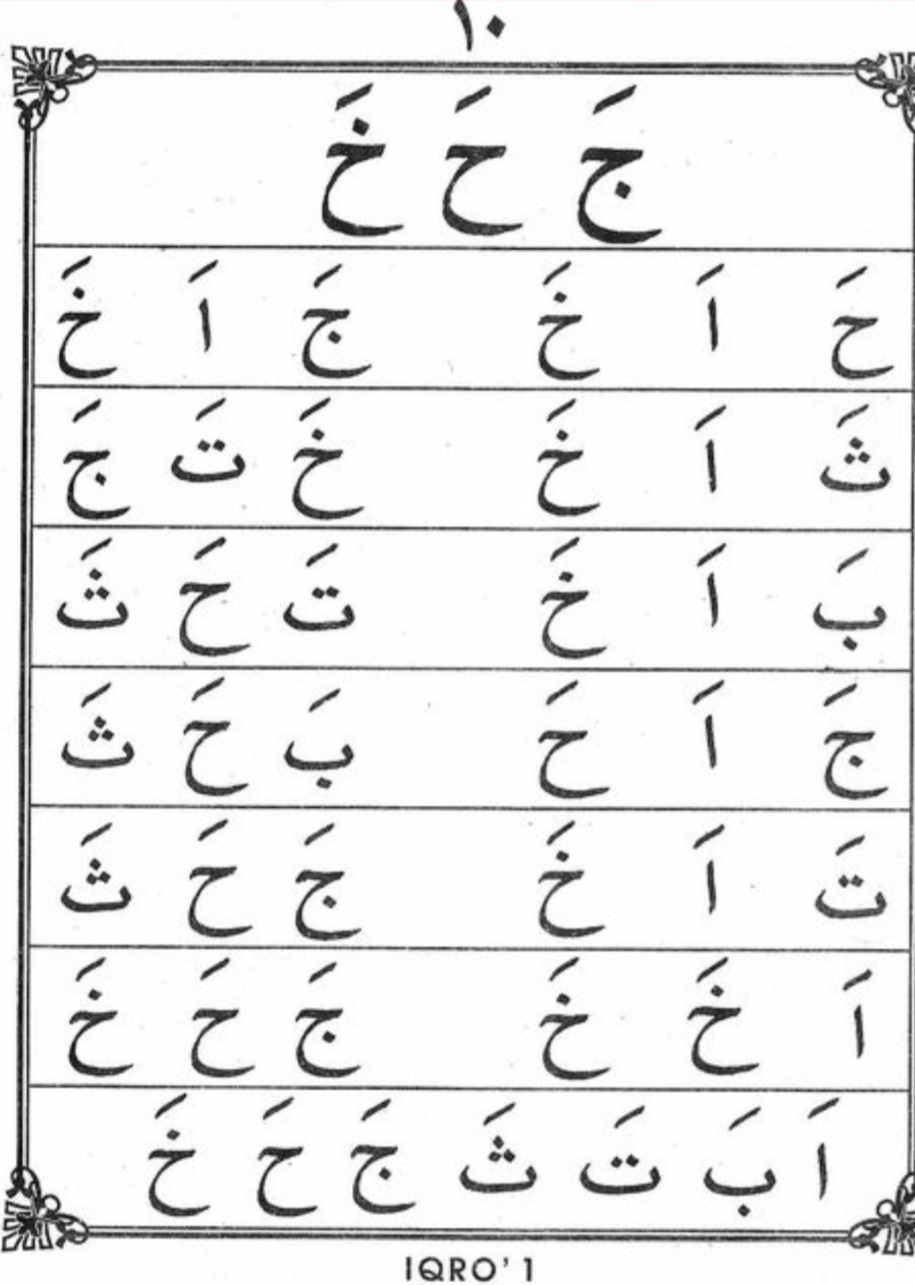 ١٠
جَ حَ خَ
حَ اَ خَ جَ اَ خَ
ثَ اَ خَ خَ تَ جَ
بَ اَ خَ تَ حَ ثَ
جَ اَ حَ بَ حَ ثَ
تَ اَ خَ جَ حَ ثَ
اَ خَ خَ جَ حَ خَ
اَ بَ تَ ثَ جَ حَ خَ
IQRO' 1